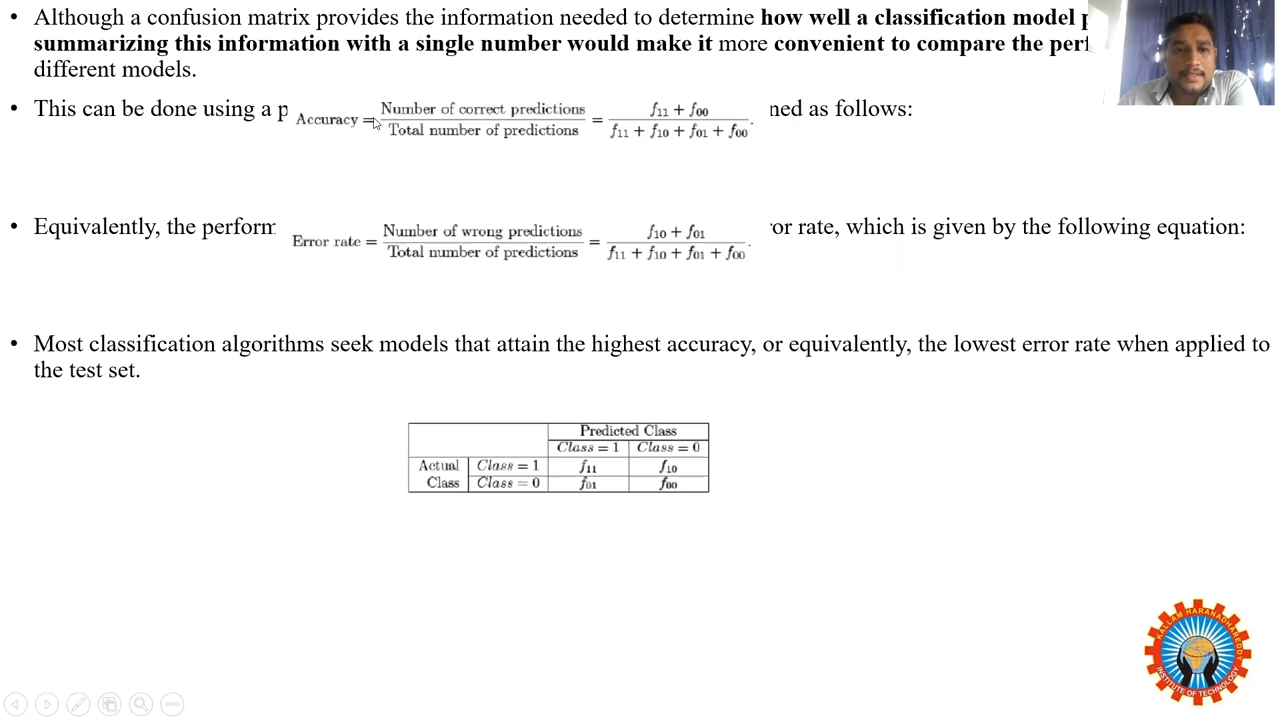 • Although a confusion matrix provides the information needed to determine how well a classification model
summarizing this information with a single number would make it more convenient to compare the
different models.
• This can be done using a ned as follows:
Accuracy = Number of correct predictions / Total number of predictions = f11 + f00 / f11 + f10 + f01 + f00.
• Equivalently, the perform or rate, which is given by the following equation:
Error rate = Number of wrong predictions / Total number of predictions = f10 + f01 / f11 + f10 + f01 + f00.
• Most classification algorithms seek models that attain the highest accuracy, or equivalently, the lowest error rate when applied to
the test set.
Predicted Class
Class = 1 Class = 0
Actual Class = 1 f11 f10
Class Class = 0 f01 f00
KALLAM HARANADHAREDDY
INSTITUTE OF TECHNOLOGY